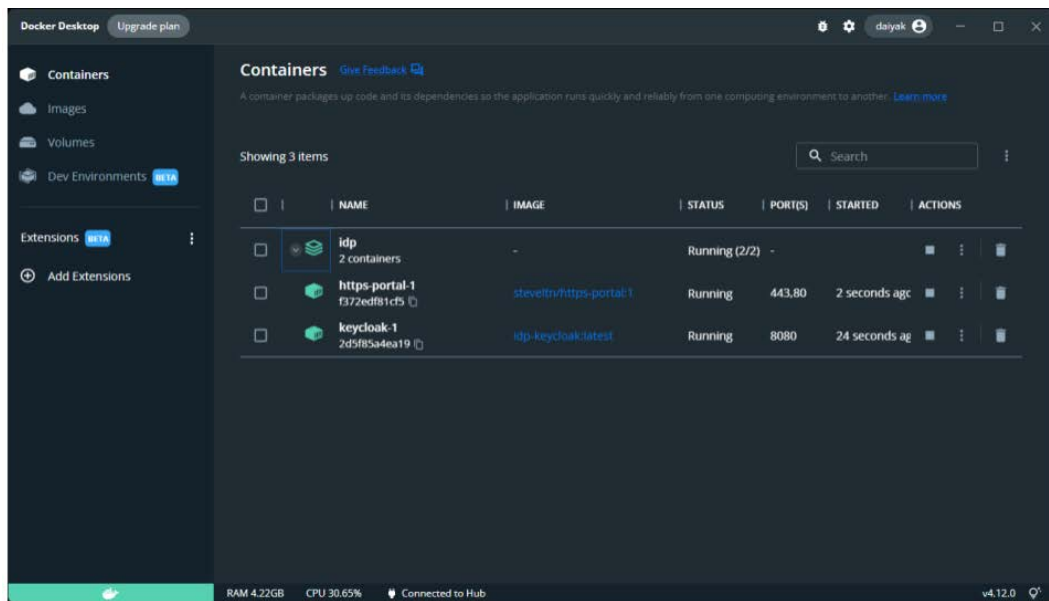 Docker Desktop Upgrade plan daiyak
Containers
Images
Volumes
Dev Environments BETA
Extensions BETA
Add Extensions
Containers Give Feedback
A container packages up code and its dependencies so the application runs quickly and reliably from one computing environment to another. Learn more
Showing 3 items
Search
NAME IMAGE STATUS PORT(S) STARTED ACTIONS
idp - Running (2/2) -
2 containers
https-portal-1 steveltn/https-portal:1 Running 443,80 2 seconds agc
f372edf81cf5
keycloak-1 idp-keycloak:latest Running 8080 24 seconds ag
2d5f85a4ea19
RAM 4.22GB CPU 30.65% Connected to Hub v4.12.0